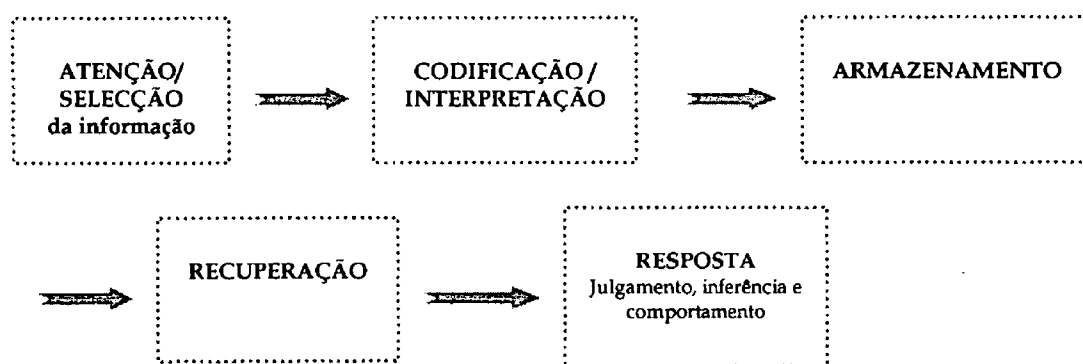 ATENÇÃO/
SELECÇÃO
da informação
CODIFICAÇÃO /
INTERPRETAÇÃO
ARMAZENAMENTO
RECUPERAÇÃO
RESPOSTA
Julgamento, inferência e
comportamento